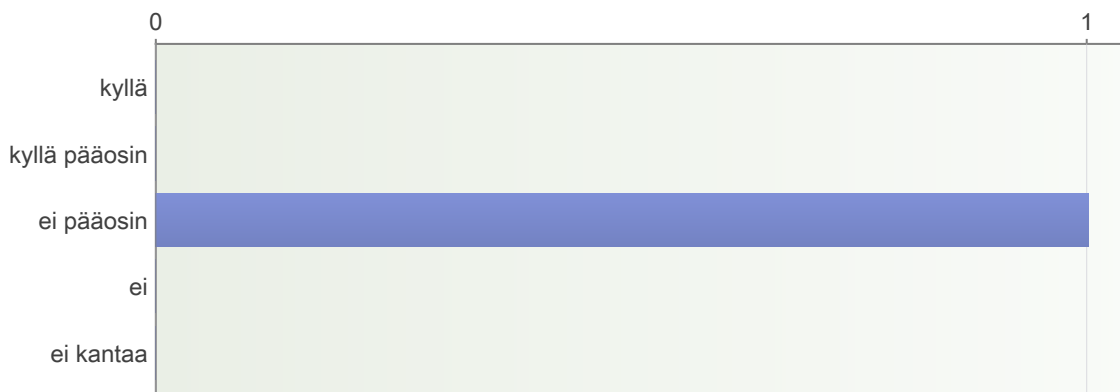 0 1
kyllä
kyllä pääosin
ei pääosin
ei
ei kantaa